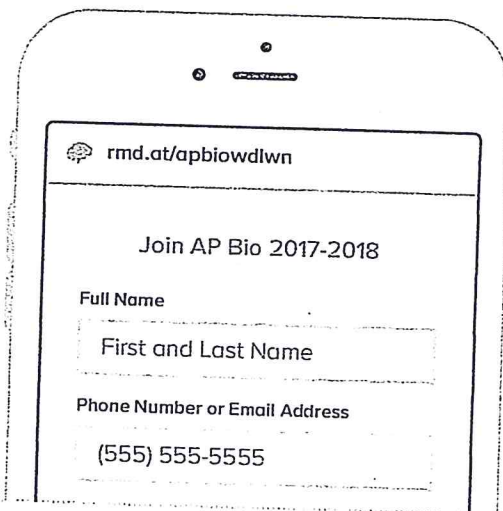 rmd.at/apbiowdlwn
Join AP Bio 2017-2018
Full Name
First and Last Name
Phone Number or Email Address
(555) 555-5555